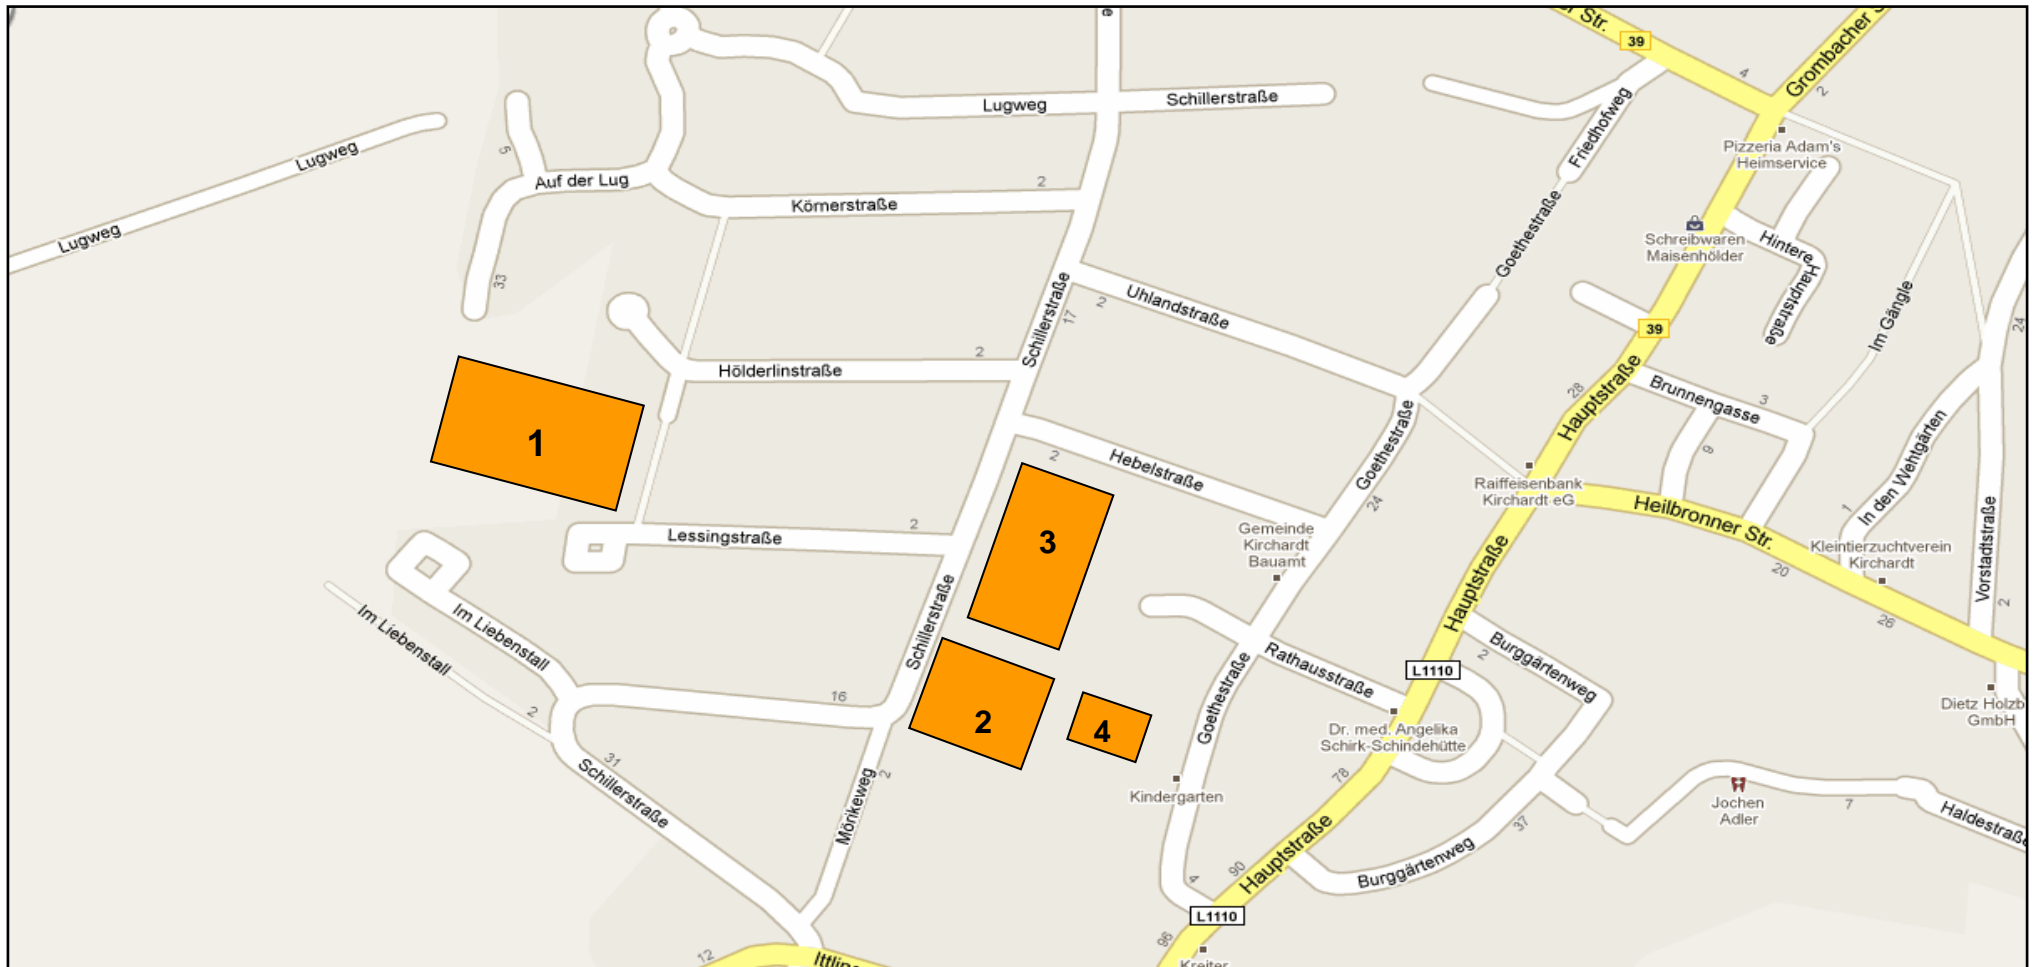 er Str.
39
4
Grombacher S
2
e
Lugweg
Schillerstraße
Friedhofweg
Pizzeria Adam's
Heimservice
Lugweg
5
Auf der Lug
2
Körnerstraße
Goethestraße
Schreibwaren
Maisenhölder
Hintere
Hauptstraße
Lugweg
33
Schillerstraße
17
2
Uhlandstraße
39
Im Gängle
24
2
Hölderlinstraße
28
Hauptstraße
Brunnengasse
3
9
1
Goethestraße
24
2
Hebelstraße
Raiffeisenbank
Kirchardt eG
Heilbronner Str.
1
In den Wehtgärten
Vorstadtstraße
2
2
Lessingstraße
3
Gemeinde
Kirchardt
Bauamt
Hauptstraße
20
Kleintierzuchtverein
Kirchardt
26
Im Liebenstall
Im Liebenstall
Schillerstraße
Rathausstraße
L1110
2
Burggärtenweg
16
2
2
4
Goethestraße
Dr. med. Angelika
Schirk-Schindehütte
Dietz Holzb
GmbH
31
Schillerstraße
Mörikeweg
2
Kindergarten
78
Jochen
Adler
7
Haldestraße
37
Burggärtenweg
90
Hauptstraße
4
L1110
96
12
Ittling
Kreiter